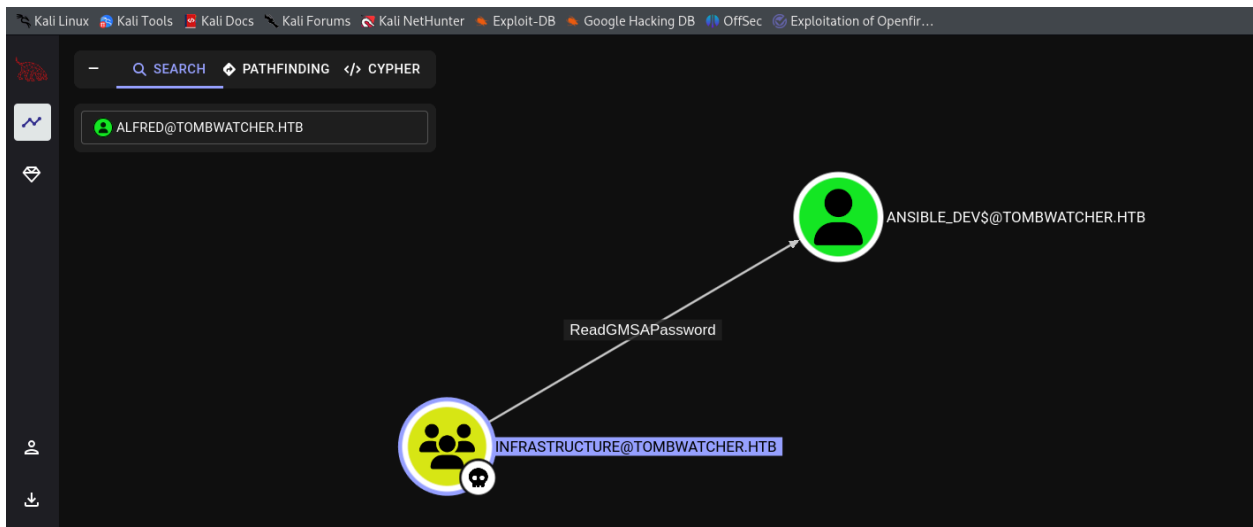 Kali Linux Kali Tools Kali Docs Kali Forums Kali NetHunter Exploit-DB Google Hacking DB OffSec Exploitation of Openfir...
SEARCH PATHFINDING </> CYPHER
ALFRED@TOMBWATCHER.HTB
ANSIBLE_DEV$@TOMBWATCHER.HTB
ReadGMSAPassword
INFRASTRUCTURE@TOMBWATCHER.HTB